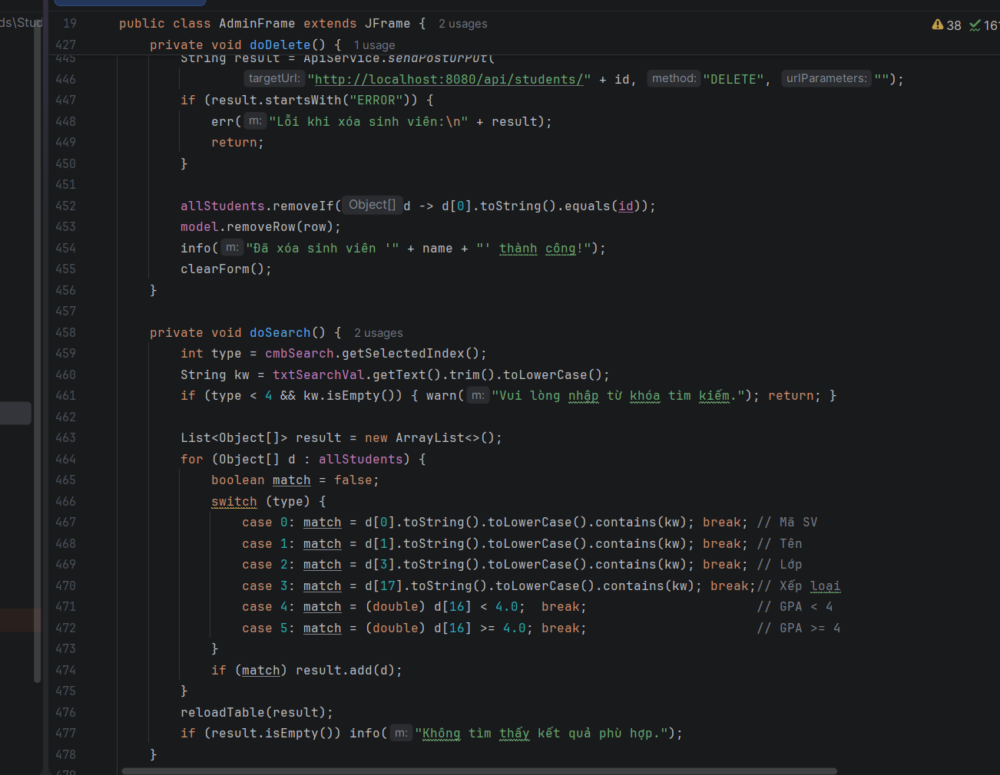 ds\Stud
19 public class AdminFrame extends JFrame { 2 usages
38 161
427 private void doDelete() { 1 usage
445 String result = ApiService.sendPostOrPut(
446 targetUrl: "http://localhost:8080/api/students/" + id, method: "DELETE", urlParameters: "");
447 if (result.startsWith("ERROR")) {
448 err( m: "Lỗi khi xóa sinh viên:\n" + result);
449 return;
450 }
451
452 allStudents.removeIf( Object[] d -> d[0].toString().equals(id));
453 model.removeRow(row);
454 info( m: "Đã xóa sinh viên '" + name + "' thành công!");
455 clearForm();
456 }
457
458 private void doSearch() { 2 usages
459 int type = cmbSearch.getSelectedIndex();
460 String kw = txtSearchVal.getText().trim().toLowerCase();
461 if (type < 4 && kw.isEmpty()) { warn( m: "Vui lòng nhập từ khóa tìm kiếm."); return; }
462
463 List<Object[]> result = new ArrayList<>();
464 for (Object[] d : allStudents) {
465 boolean match = false;
466 switch (type) {
467 case 0: match = d[0].toString().toLowerCase().contains(kw); break; // Mã SV
468 case 1: match = d[1].toString().toLowerCase().contains(kw); break; // Tên
469 case 2: match = d[3].toString().toLowerCase().contains(kw); break; // Lớp
470 case 3: match = d[17].toString().toLowerCase().contains(kw); break;// Xếp loại
471 case 4: match = (double) d[16] < 4.0; break; // GPA < 4
472 case 5: match = (double) d[16] >= 4.0; break; // GPA >= 4
473 }
474 if (match) result.add(d);
475 }
476 reloadTable(result);
477 if (result.isEmpty()) info( m: "Không tìm thấy kết quả phù hợp.");
478 }
479